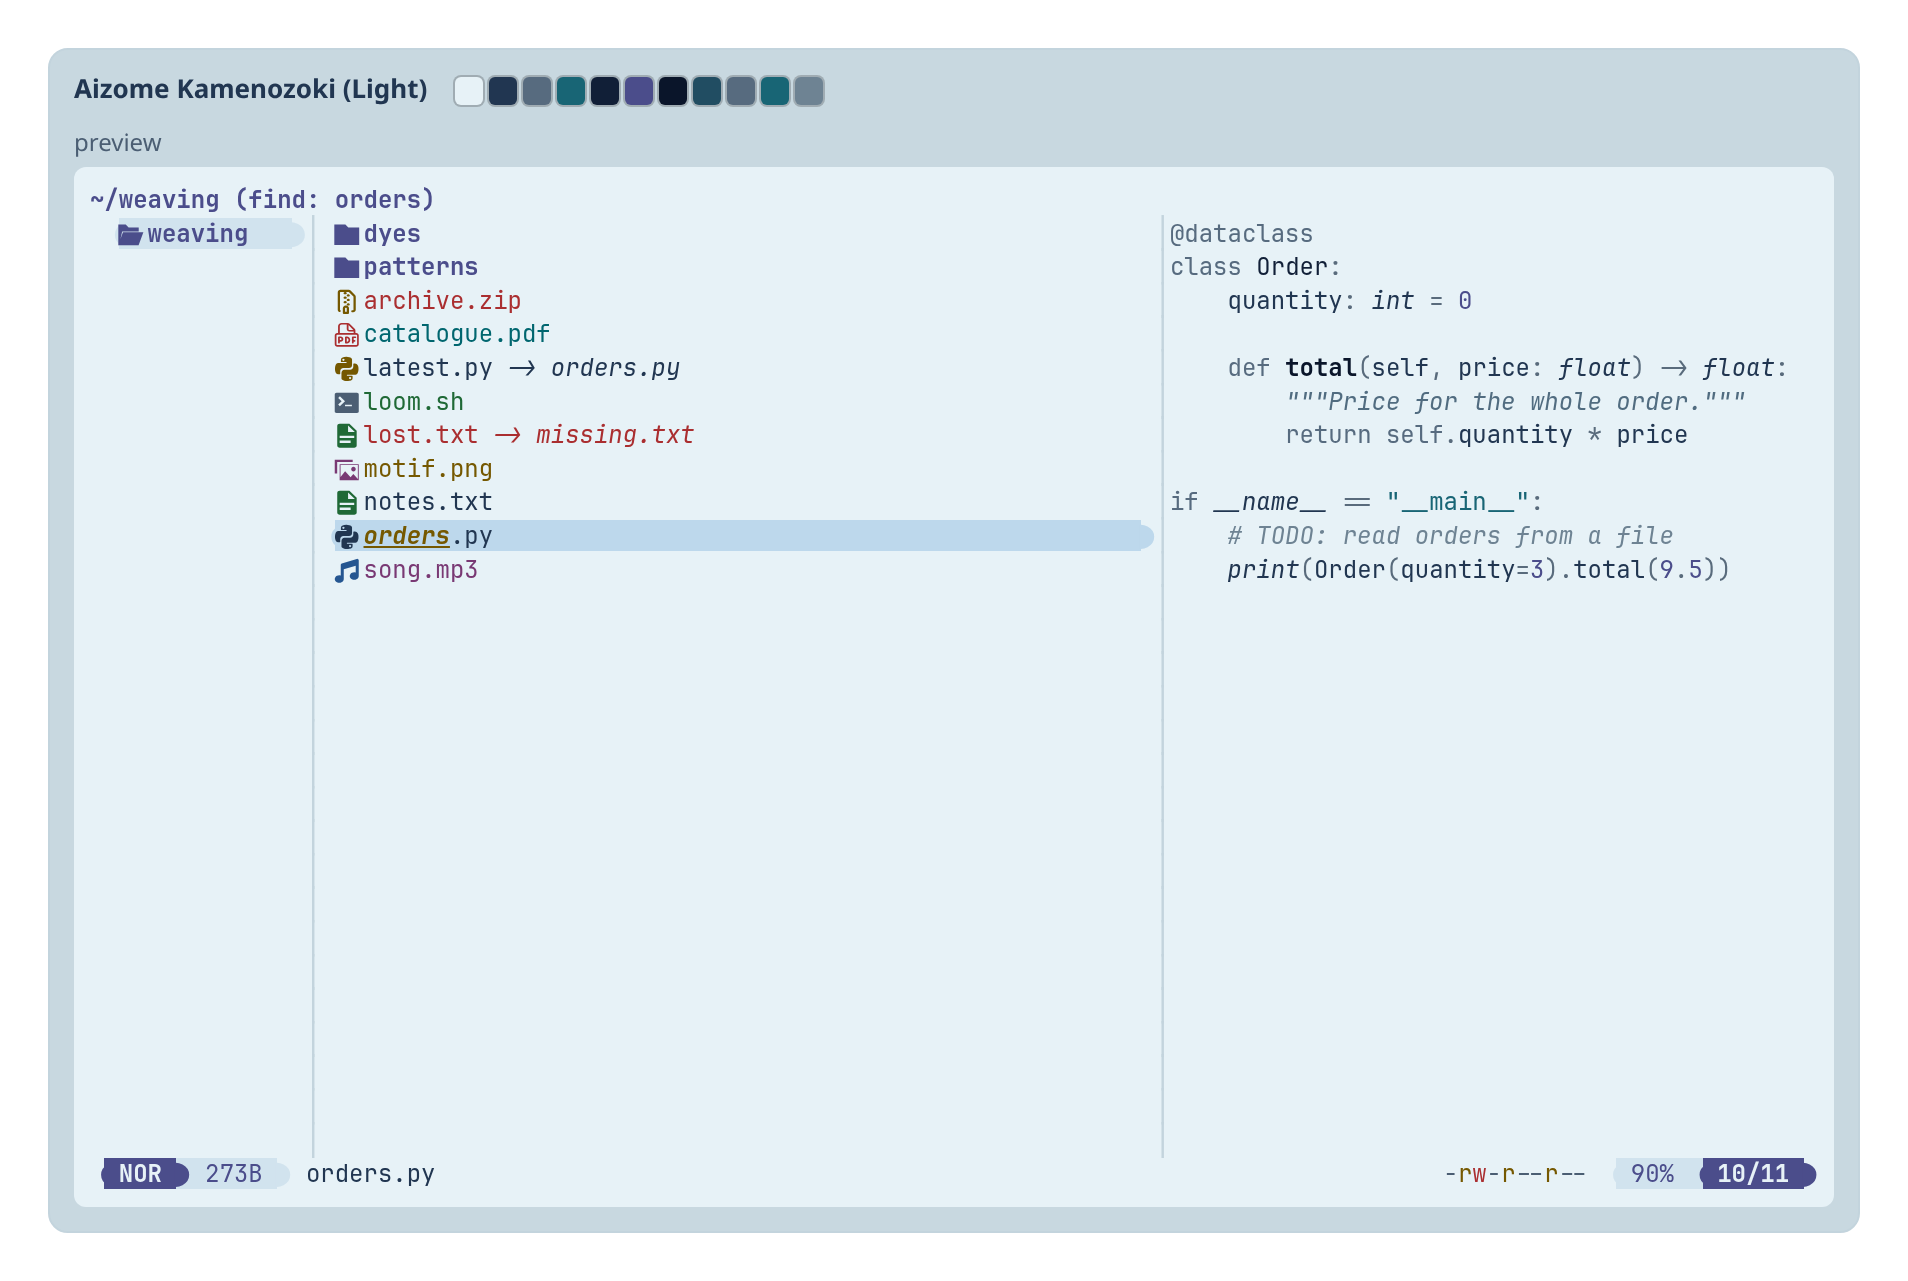 Aizome Kamenozoki (Light)
preview
~/weaving (find: orders)
weaving
dyes
patterns
archive.zip
catalogue.pdf
latest.py -> orders.py
loom.sh
lost.txt -> missing.txt
motif.png
notes.txt
orders.py
song.mp3
@dataclass
class Order:
    quantity: int = 0
    def total(self, price: float) -> float:
        """Price for the whole order."""
        return self.quantity * price
if __name__ == "__main__":
    # TODO: read orders from a file
    print(Order(quantity=3).total(9.5))
NOR 273B orders.py -rw-r--r-- 90% 10/11